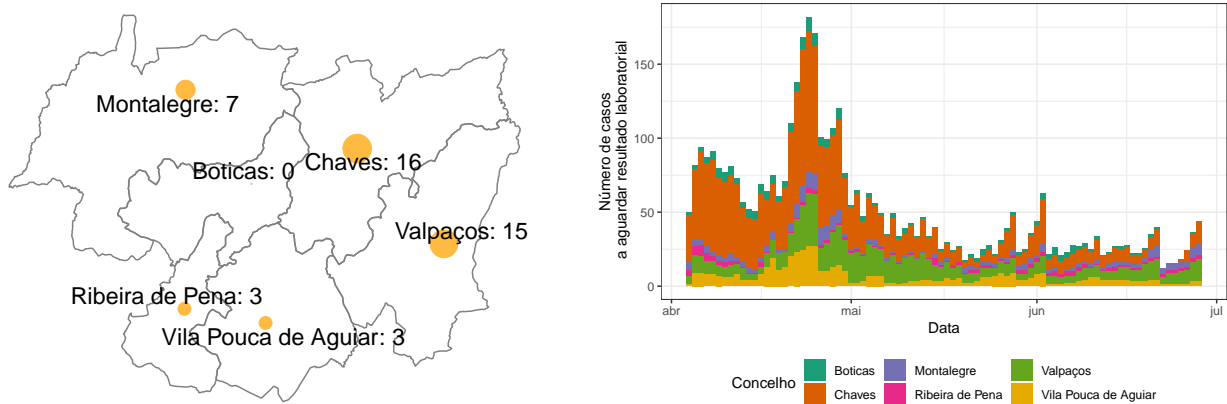 Montalegre: 7
Boticas: 0
Chaves: 16
Valpaços: 15
Ribeira de Pena: 3
Vila Pouca de Aguiar: 3
Número de casos
a aguardar resultado laboratorial
150
100
50
0
abr
mai
jun
jul
Data
Concelho
Boticas
Montalegre
Valpaços
Chaves
Ribeira de Pena
Vila Pouca de Aguiar